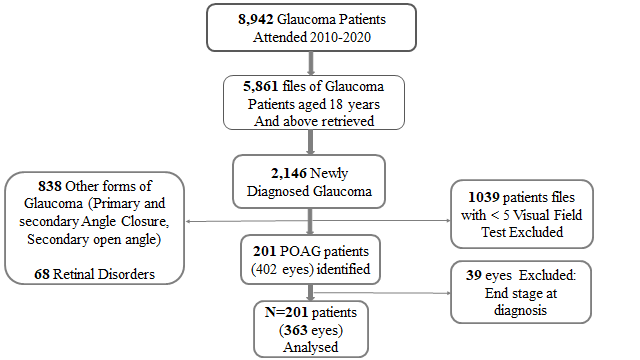 8,942 Glaucoma Patients
Attended 2010-2020
5,861 files of Glaucoma
Patients aged 18 years
And above retrieved
2,146 Newly
Diagnosed Glaucoma
838 Other forms of
Glaucoma (Primary and
secondary Angle Closure,
Secondary open angle)
68 Retinal Disorders
1039 patients files
with < 5 Visual Field
Test Excluded
201 POAG patients
(402 eyes) identified
39 eyes Excluded:
End stage at
diagnosis
N=201 patients
(363 eyes)
Analysed